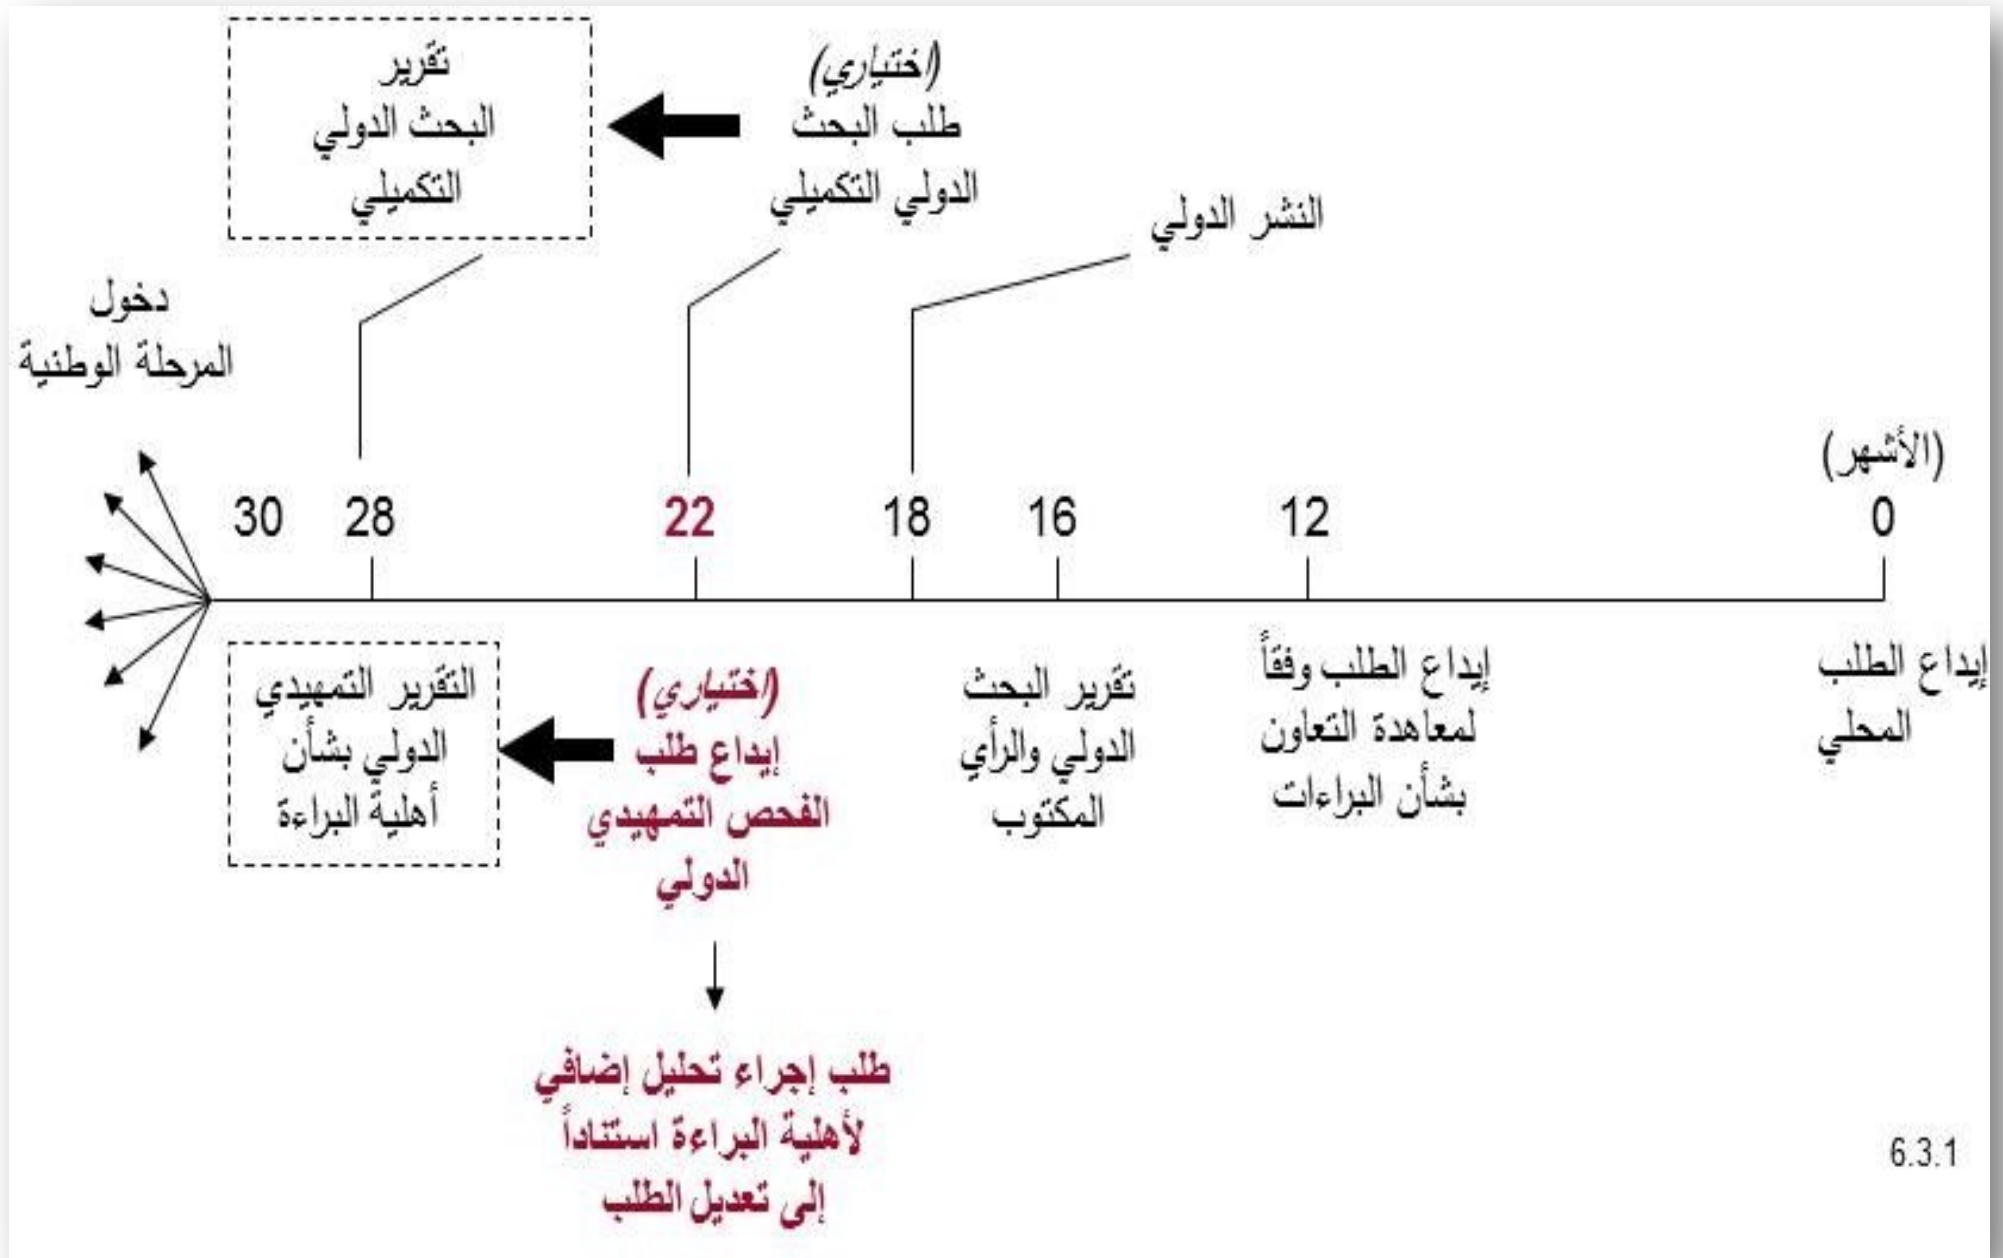 (اختياري)
طلب البحث
الدولي التكميلي
تقرير
البحث الدولي
التكميلي
النشر الدولي
دخول
المرحلة الوطنية
(الأشهر)
0
12
16
18
22
28
30
إيداع الطلب
المحلي
إيداع الطلب وفقاً
لمعاهدة التعاون
بشأن البراءات
تقرير البحث
الدولي والرأي
المكتوب
(اختياري)
إيداع طلب
الفحص التمهيدي
الدولي
التقرير التمهيدي
الدولي بشأن
أهلية البراءة
طلب إجراء تحليل إضافي
لأهلية البراءة استناداً
إلى تعديل الطلب
6.3.1